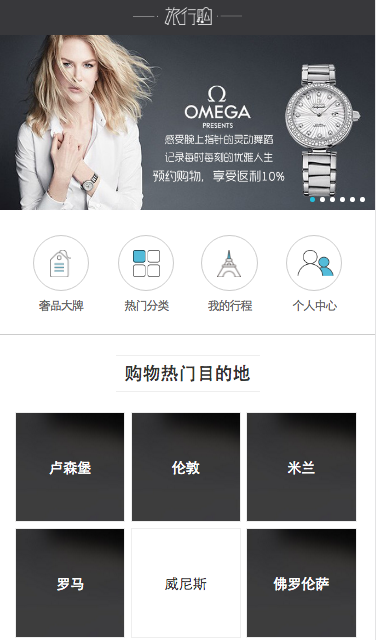 旅行购
OMEGA
PRESENTS
感受腕上指针的灵动舞蹈
记录每时每刻的优雅人生
预约购物，享受返利10%
奢品大牌
热门分类
我的行程
个人中心
购物热门目的地
卢森堡
伦敦
米兰
罗马
威尼斯
佛罗伦萨